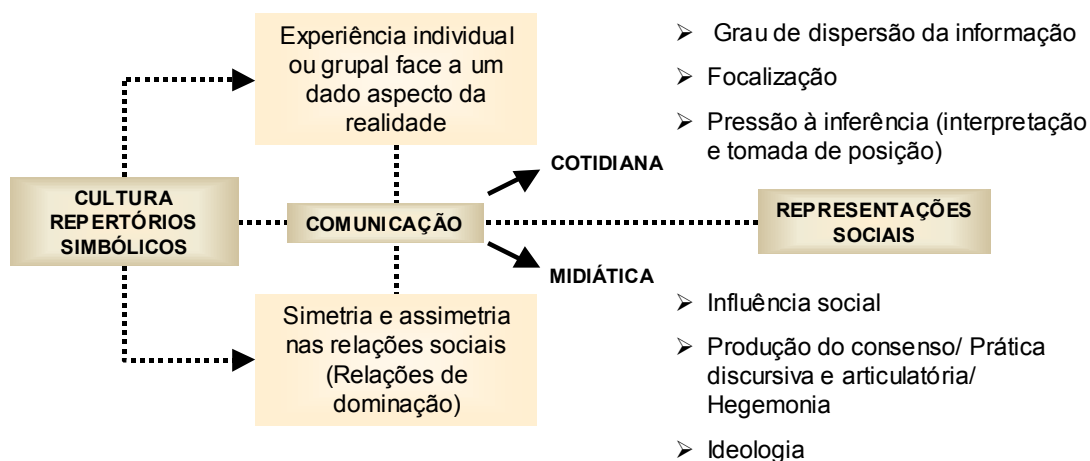 Experiência individual
ou grupal face a um
dado aspecto da
realidade
➢ Grau de dispersão da informação
➢ Focalização
➢ Pressão à inferência (interpretação
e tomada de posição)
COTIDIANA
CULTURA
REPERTÓRIOS
SIMBÓLICOS
COMUNICAÇÃO
REPRESENTAÇÕES
SOCIAIS
MIDIÁTICA
Simetria e assimetria
nas relações sociais
(Relações de
dominação)
➢ Influência social
➢ Produção do consenso/ Prática
discursiva e articulatória/
Hegemonia
➢ Ideologia